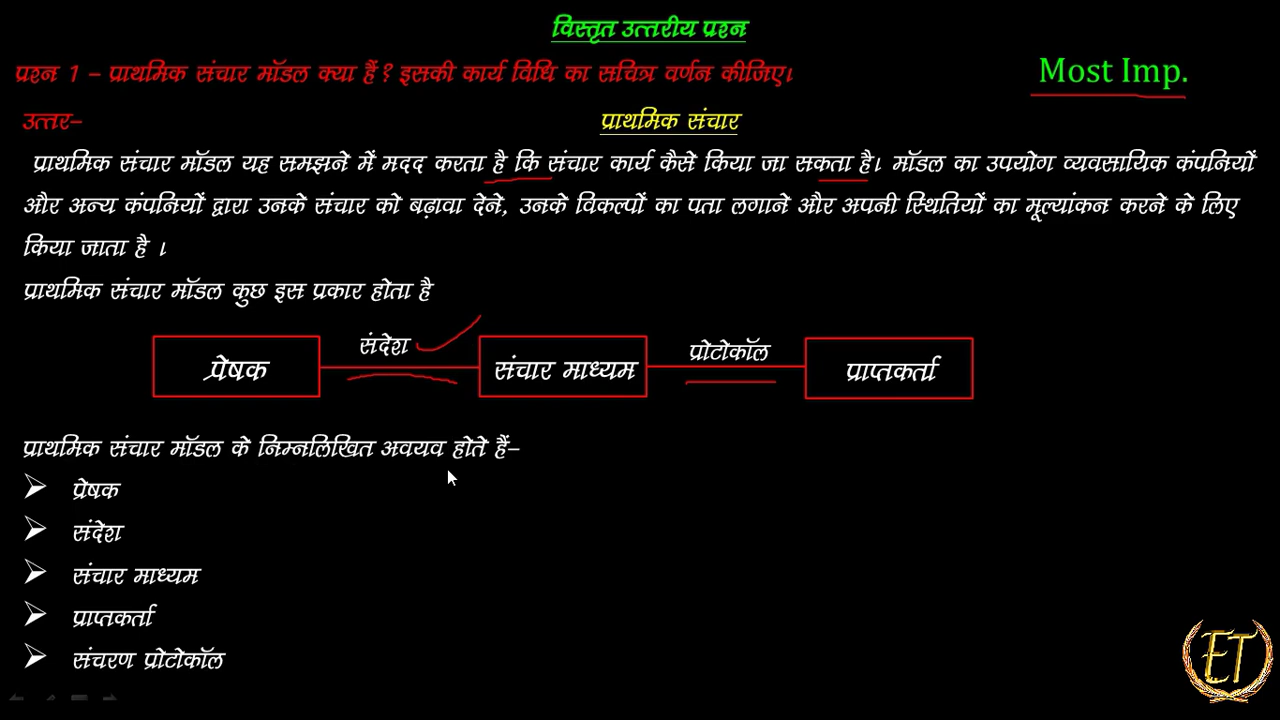 विस्तृत उत्तरीय प्रश्न
प्रश्न 1 – प्राथमिक संचार मॉडल क्या हैं? इसकी कार्य विधि का सचित्र वर्णन कीजिए।
Most Imp.
उत्तर–
प्राथमिक संचार
प्राथमिक संचार मॉडल यह समझने में मदद करता है कि संचार कार्य कैसे किया जा सकता है। मॉडल का उपयोग व्यवसायिक कंपनियों
और अन्य कंपनियों द्वारा उनके संचार को बढ़ावा देने, उनके विकल्पों का पता लगाने और अपनी स्थितियों का मूल्यांकन करने के लिए
किया जाता है ।
प्राथमिक संचार मॉडल कुछ इस प्रकार होता है
प्रेषक
संदेश
संचार माध्यम
प्रोटोकॉल
प्राप्तकर्ता
प्राथमिक संचार मॉडल के निम्नलिखित अवयव होते हैं–
➢ प्रेषक
➢ संदेश
➢ संचार माध्यम
➢ प्राप्तकर्ता
➢ संचरण प्रोटोकॉल
ET